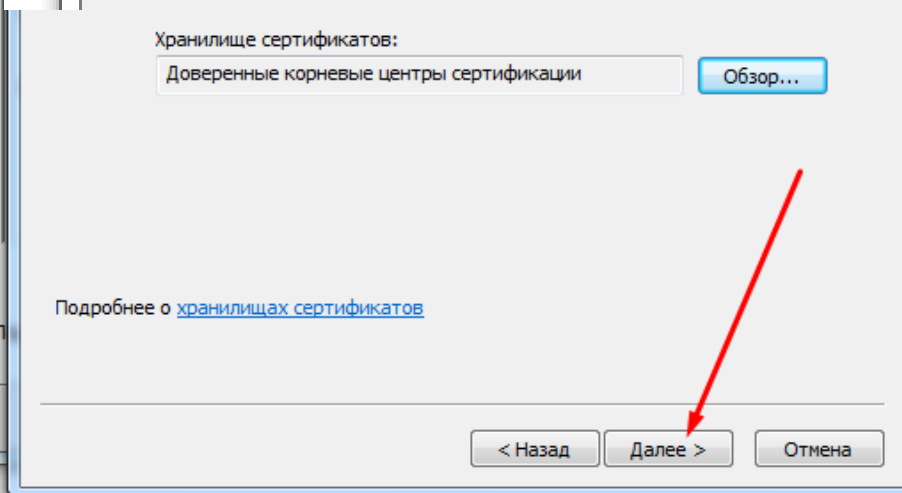 Хранилище сертификатов:
Доверенные корневые центры сертификации
Обзор...
Подробнее о хранилищах сертификатов
< Назад
Далее >
Отмена